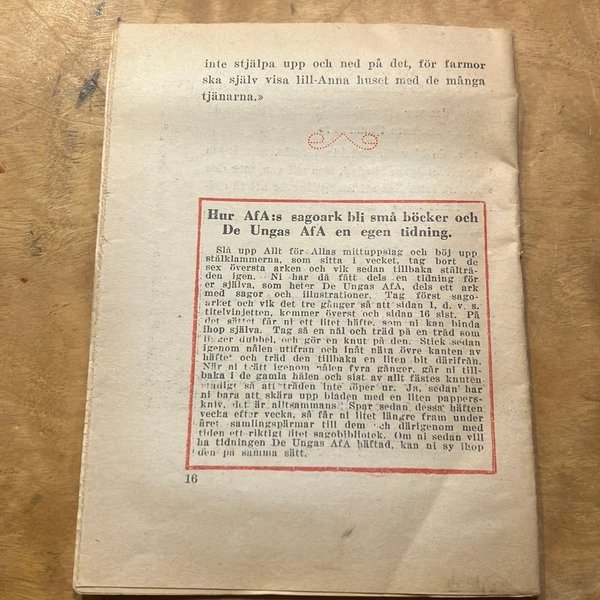 inte stjälpa upp och ned på det, för farmor
ska själv visa lill-Anna huset med de många
tjänarna.»
Hur AfA:s sagoark bli små böcker och
De Ungas AfA en egen tidning.
Slå upp Allt för Allas mittuppslag och böj upp
stålklammerna, som sitta i vecket, tag bort de
sex översta arken och vik sedan tillbaka stålträ-
den igen. Ni har då fått dels en tidning för
er själva, som heter De Ungas AfA, dels ett ark
med sagor och illustrationer. Tag först sago-
arket och vik det tre gånger så att sidan 1, d. v. s.
titelvinjetten, kommer överst och sidan 16 sist. På
det sättet får ni ett litet häfte, som ni kan binda
ihop själva. Tag så en nål och träd på en tråd som
ligger dubbel, och gör en knut på den. Stick sedan
igenom nålen utifrån och inåt nära övre kanten av
häftet och träd den tillbaka en liten bit därifrån.
När ni trätt igenom nålen fyra gånger, går ni till-
baka i de gamla hålen och sist av allt fästes knuten
stadigt så att tråden inte löper ur. Ja, sedan har
ni bara att skära upp bladen med en liten pappers-
kniv, det är alltsammans. Spar sedan dessa häften
vecka efter vecka, så får ni litet längre fram under
året samlingspärmar till dem och därigenom med
tiden ett riktigt litet sagobibliotek. Om ni sedan vill
ha tidningen De Ungas AfA häftad, kan ni sy ihop
den på samma sätt.
16